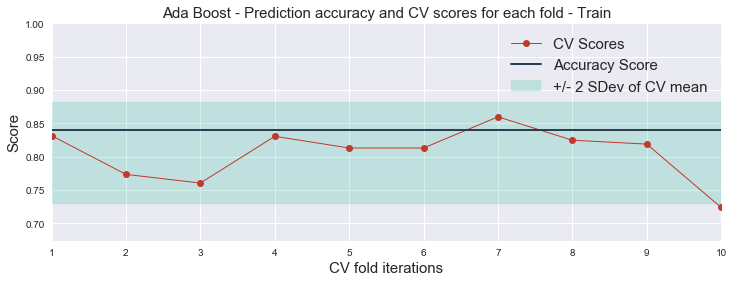 Ada Boost - Prediction accuracy and CV scores for each fold - Train
1.00
0.95
0.90
0.85
0.80
0.75
0.70
Score
CV Scores
Accuracy Score
+/- 2 SDev of CV mean
1 2 3 4 5 6 7 8 9 10
CV fold iterations